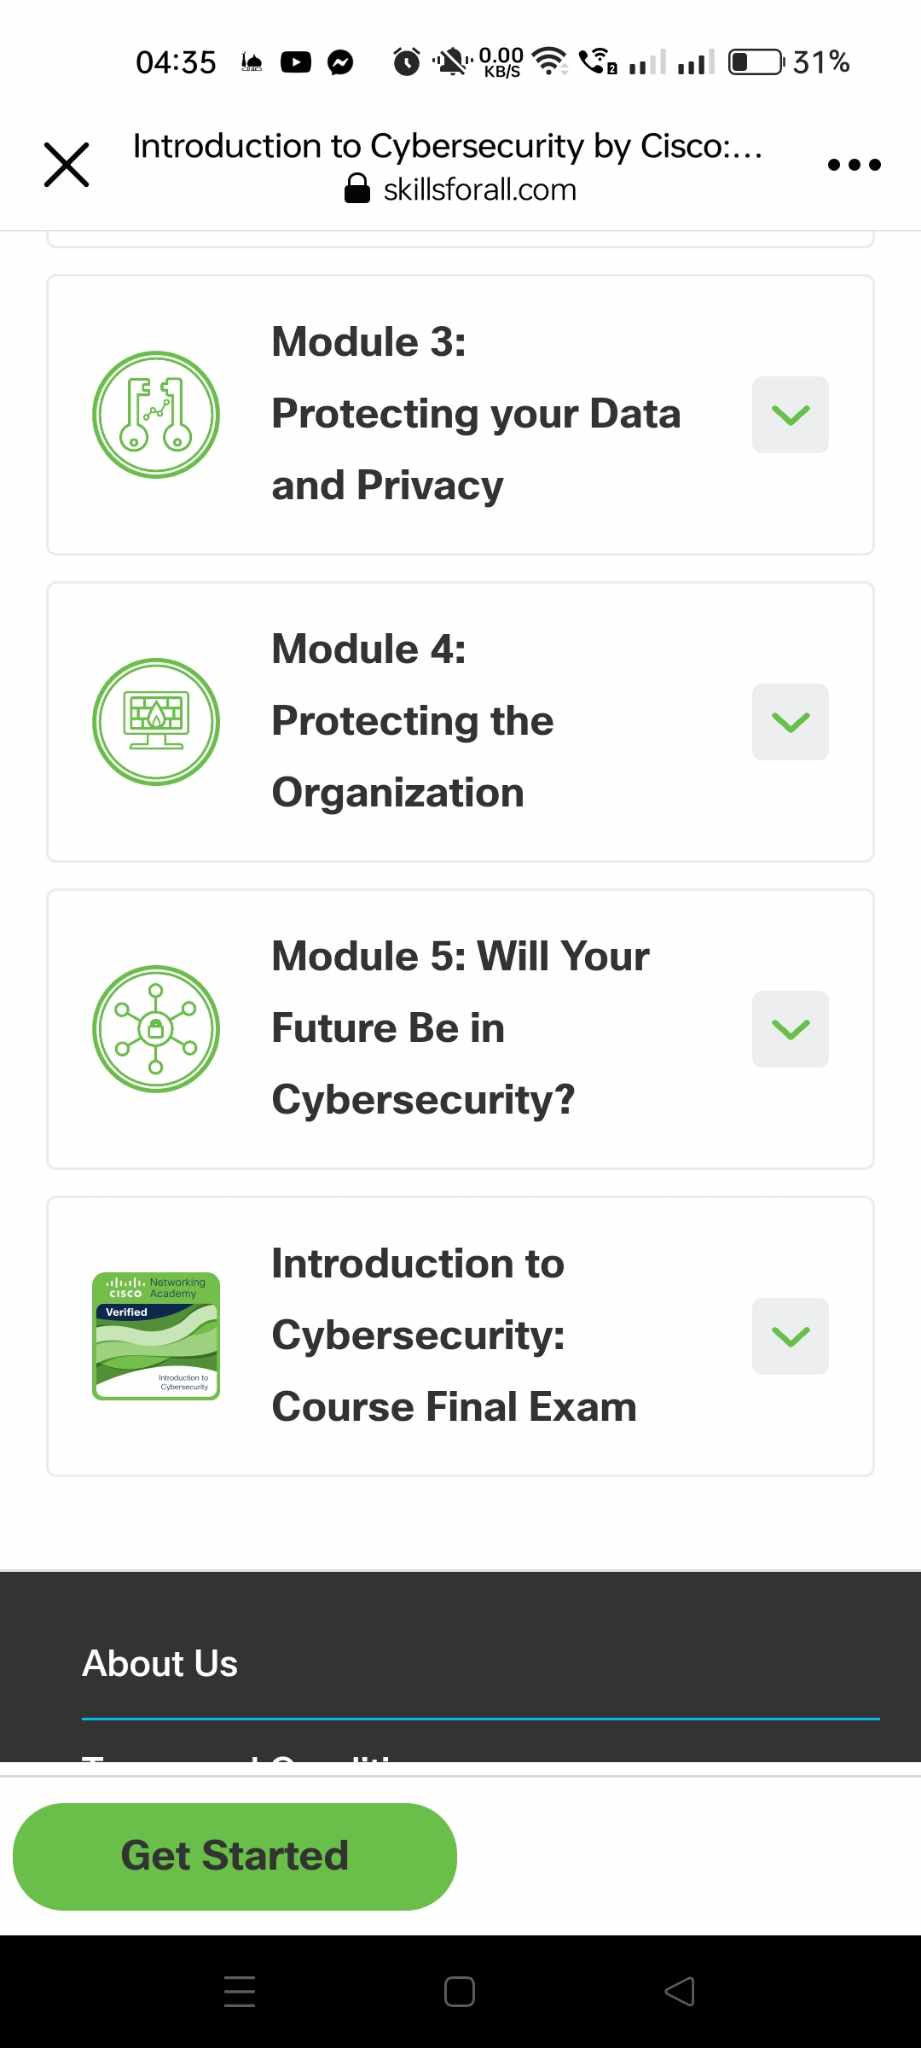 04:35
0.00
KB/S
2
31%
Introduction to Cybersecurity by Cisco:...
skillsforall.com
Module 3:
Protecting your Data
and Privacy
Module 4:
Protecting the
Organization
Module 5: Will Your
Future Be in
Cybersecurity?
Introduction to
Cybersecurity:
Course Final Exam
CISCO
Networking
Academy
Verified
Introduction to
Cybersecurity
About Us
Get Started